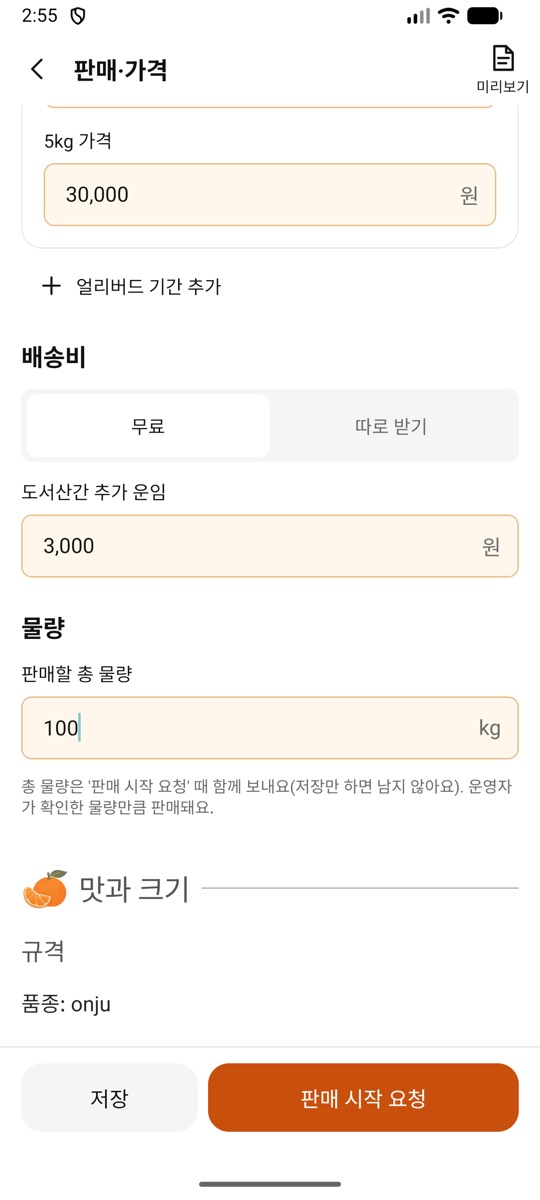 2:55
판매·가격
미리보기
5kg 가격
30,000 원
+ 얼리버드 기간 추가
배송비
무료 따로 받기
도서산간 추가 운임
3,000 원
물량
판매할 총 물량
100 kg
총 물량은 '판매 시작 요청' 때 함께 보내요(저장만 하면 남지 않아요). 운영자
가 확인한 물량만큼 판매돼요.
맛과 크기
규격
품종: onju
저장 판매 시작 요청